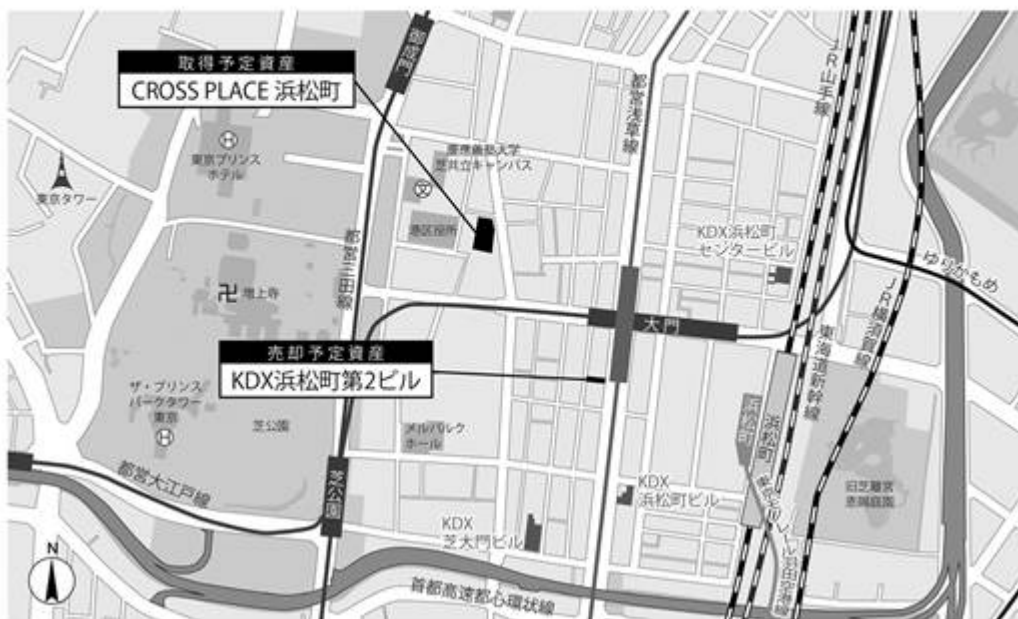 取得予定資産
CROSS PLACE 浜松町
御成門
都営浅草線
JR山手線
東京プリンス
ホテル
慶應義塾大学
芝共立キャンパス
東京タワー
港区役所
KDX浜松町
センタービル
都営三田線
ゆりかもめ
JR横須賀線
増上寺
大門
東海道新幹線
売却予定資産
KDX浜松町第2ビル
ザ・プリンス
パークタワー
東京
芝公園
メルパルク
ホール
浜松町
浜松町
都営大江戸線
芝公園
KDX
浜松町ビル
旧芝離宮
恩賜庭園
KDX
芝大門ビル
東京モノレール羽田空港線
N
首都高速都心環状線